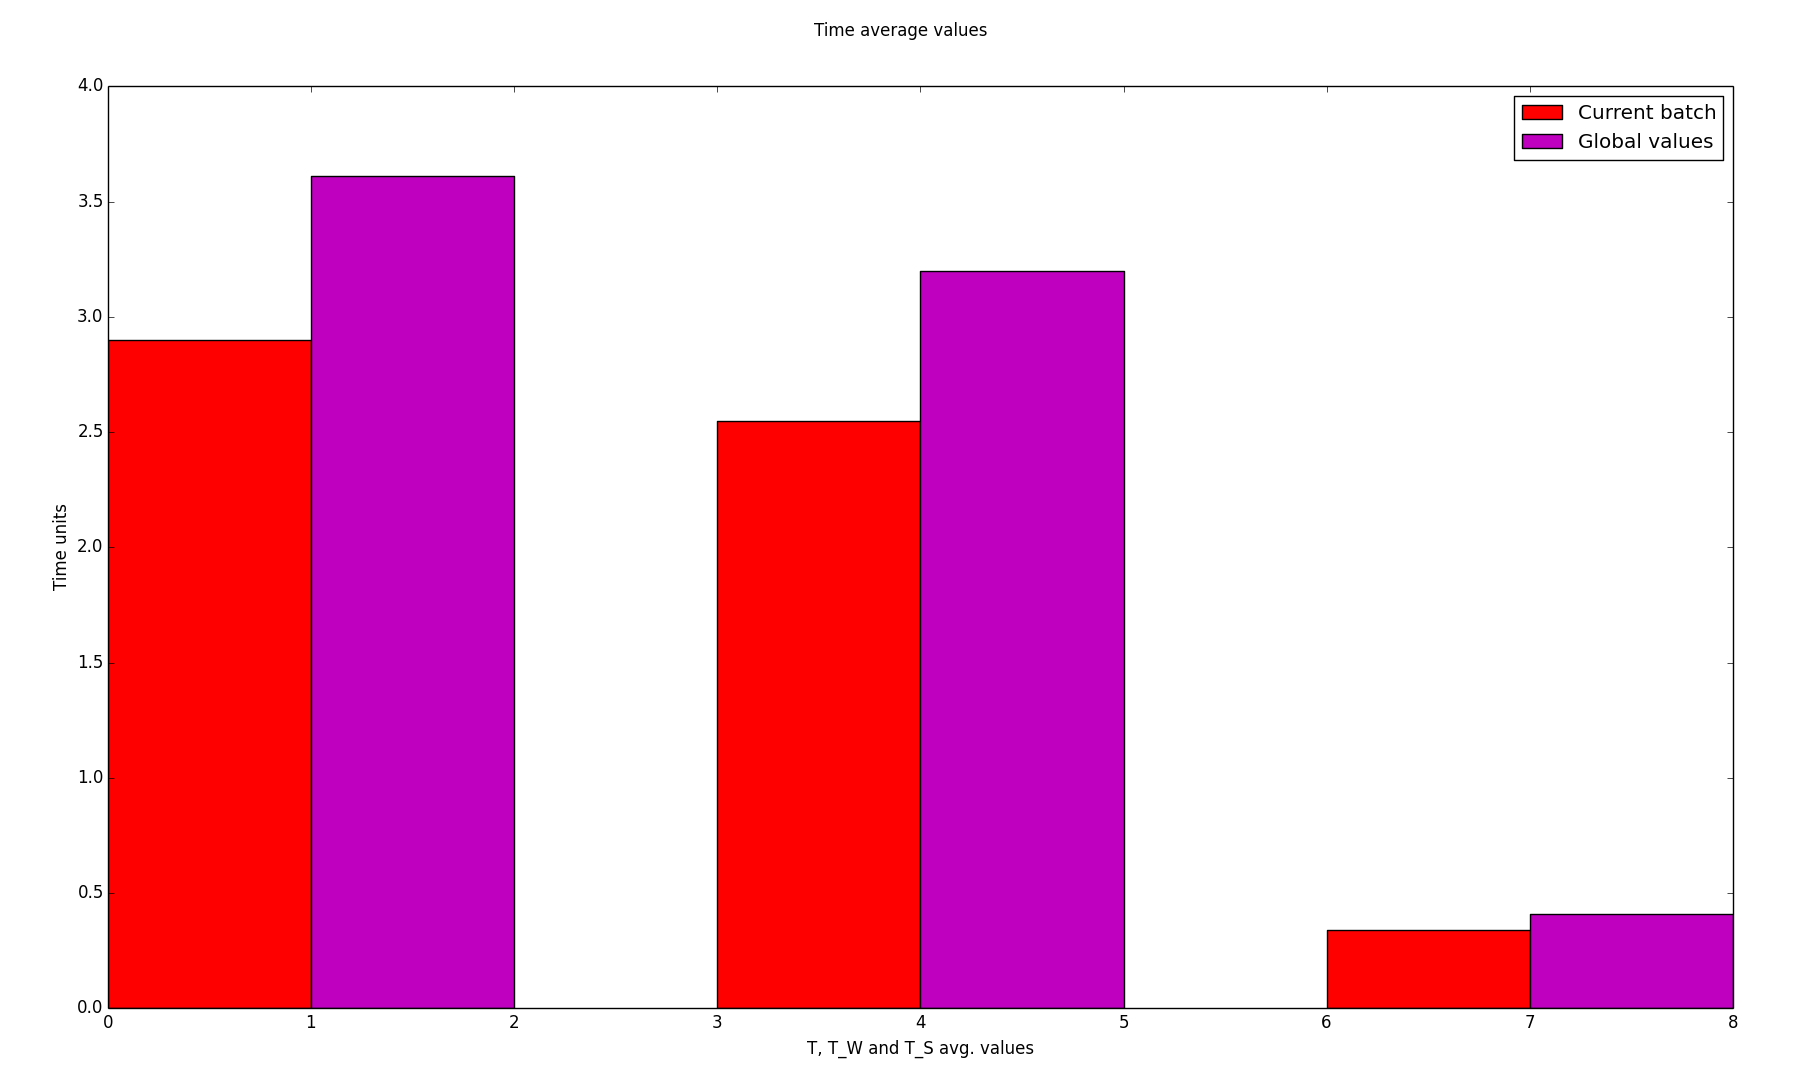 Time average values
4.0
3.5
3.0
2.5
2.0
1.5
1.0
0.5
0.0
Time units
Current batch
Global values
0 1 2 3 4 5 6 7 8
T, T_W and T_S avg. values